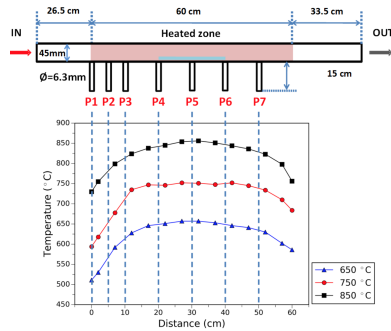 26.5 cm 60 cm 33.5 cm
IN Heated zone OUT
45mm
Ø=6.3mm 15 cm
P1 P2 P3 P4 P5 P6 P7
900
850
800
750
700
650
600
550
500
450
Temperature (°C)
0 10 20 30 40 50 60
Distance (cm)
650 °C
750 °C
850 °C